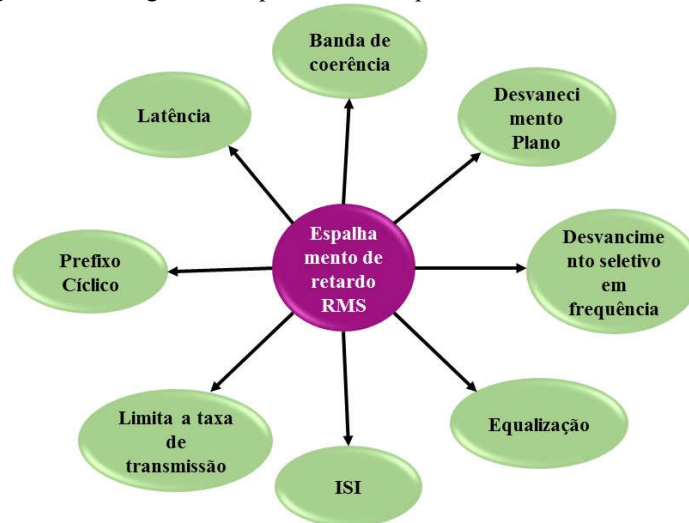 Banda de
coerência
Latência
Desvaneci
mento
Plano
Espalha
mento de
retardo
RMS
Prefixo
Cíclico
Desvancime
nto seletivo
em
frequência
Limita a taxa
de
transmissão
Equalização
ISI